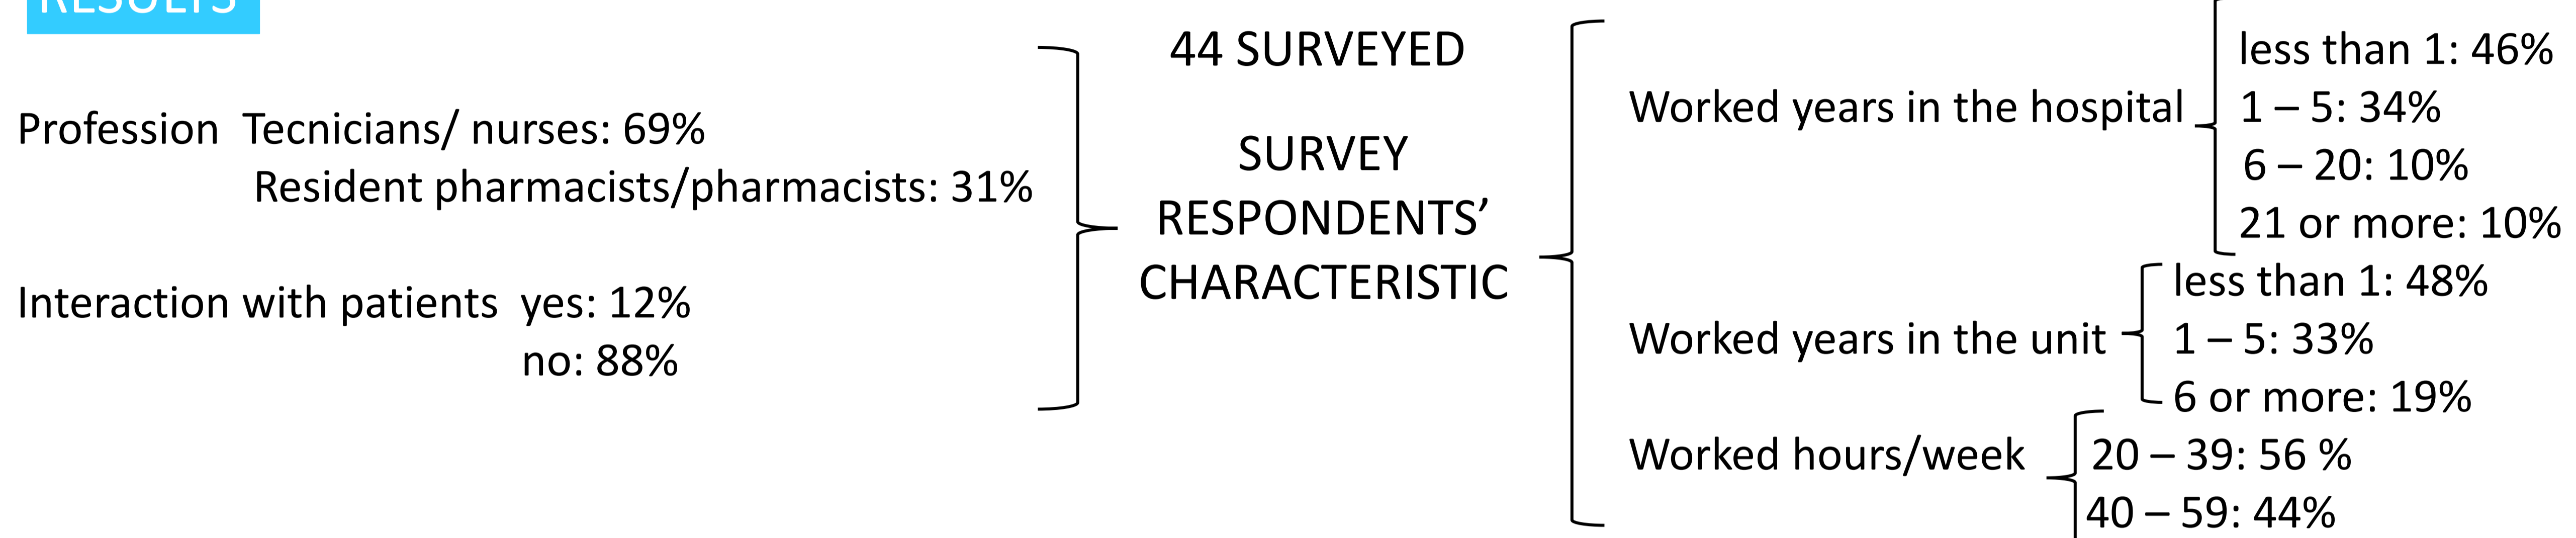 RESULTS
Profession Tecnicians/ nurses: 69%
Resident pharmacists/pharmacists: 31%
Interaction with patients yes: 12%
no: 88%
44 SURVEYED
SURVEY
RESPONDENTS’
CHARACTERISTIC
Worked years in the hospital
less than 1: 46%
1 – 5: 34%
6 – 20: 10%
21 or more: 10%
Worked years in the unit
less than 1: 48%
1 – 5: 33%
6 or more: 19%
Worked hours/week
20 – 39: 56 %
40 – 59: 44%